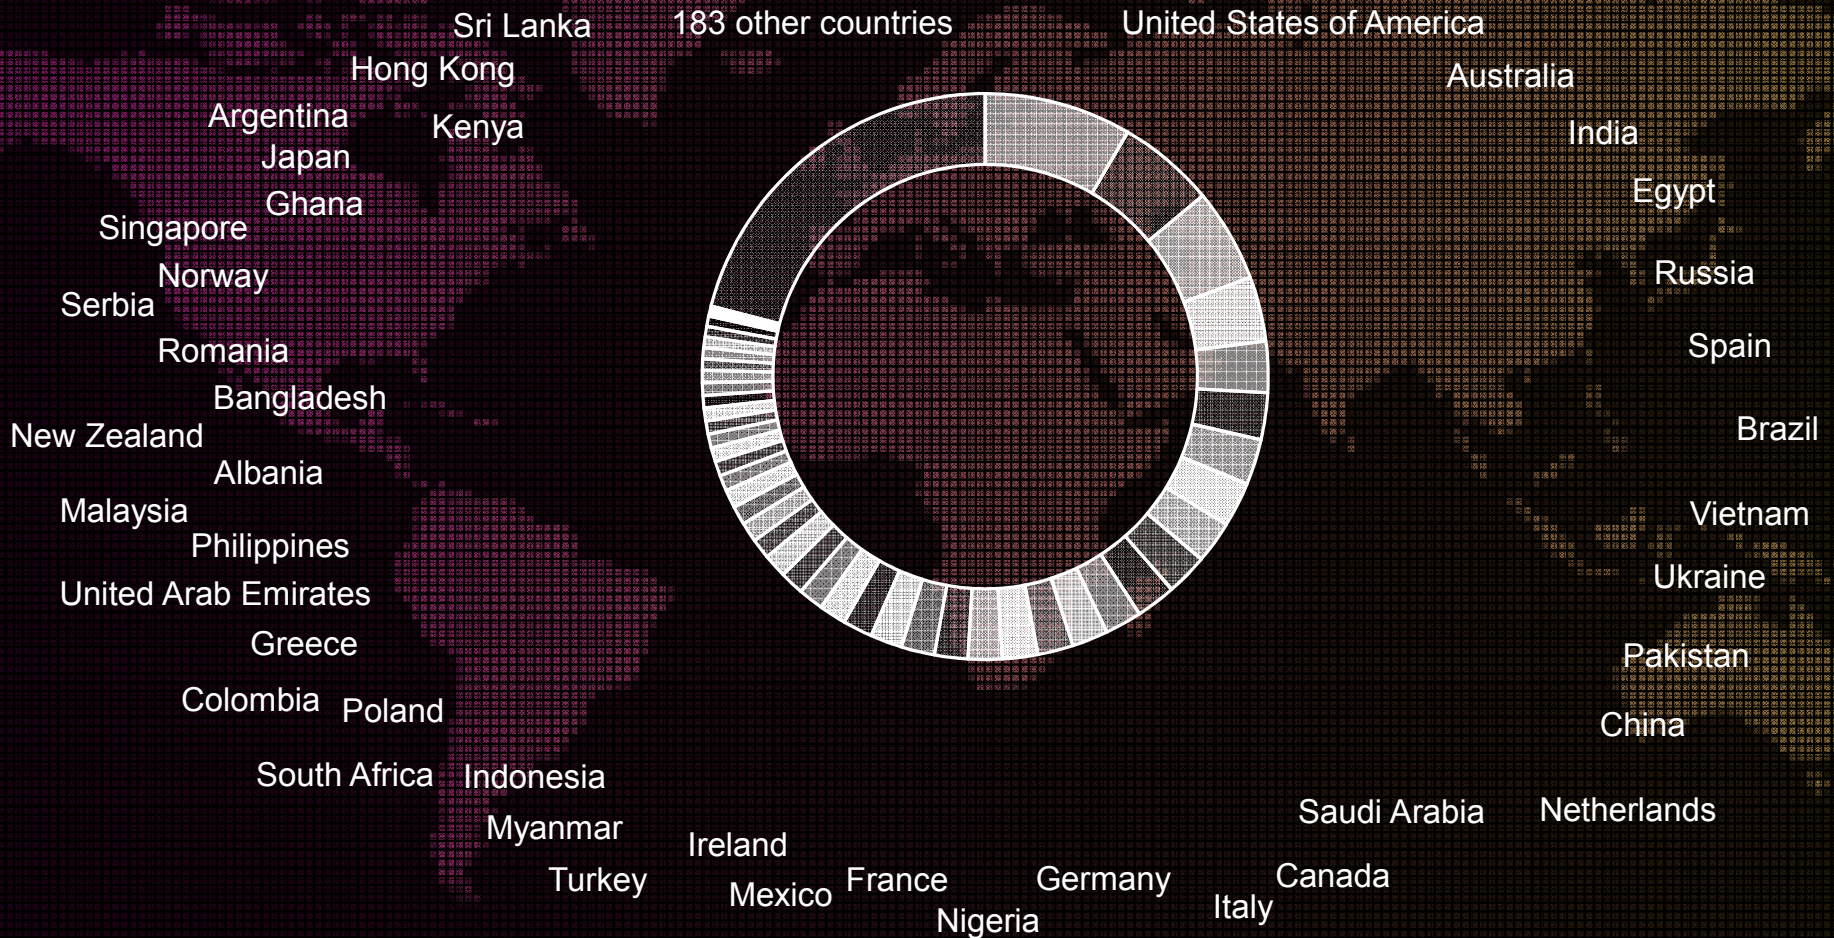 Sri Lanka
183 other countries
United States of America
Hong Kong
Australia
Argentina
Kenya
India
Japan
Egypt
Ghana
Singapore
Norway
Russia
Serbia
Romania
Spain
Bangladesh
New Zealand
Brazil
Albania
Malaysia
Vietnam
Philippines
Ukraine
United Arab Emirates
Greece
Pakistan
Colombia
Poland
China
South Africa
Indonesia
Saudi Arabia
Netherlands
Myanmar
Ireland
Turkey
Mexico
France
Germany
Canada
Nigeria
Italy